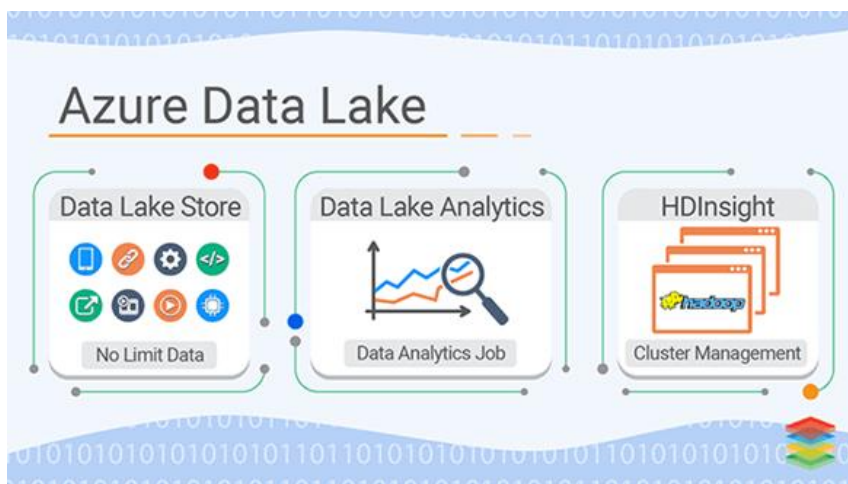 Azure Data Lake
Data Lake Store
</>
No Limit Data
Data Lake Analytics
Data Analytics Job
HDInsight
hadoop
Cluster Management